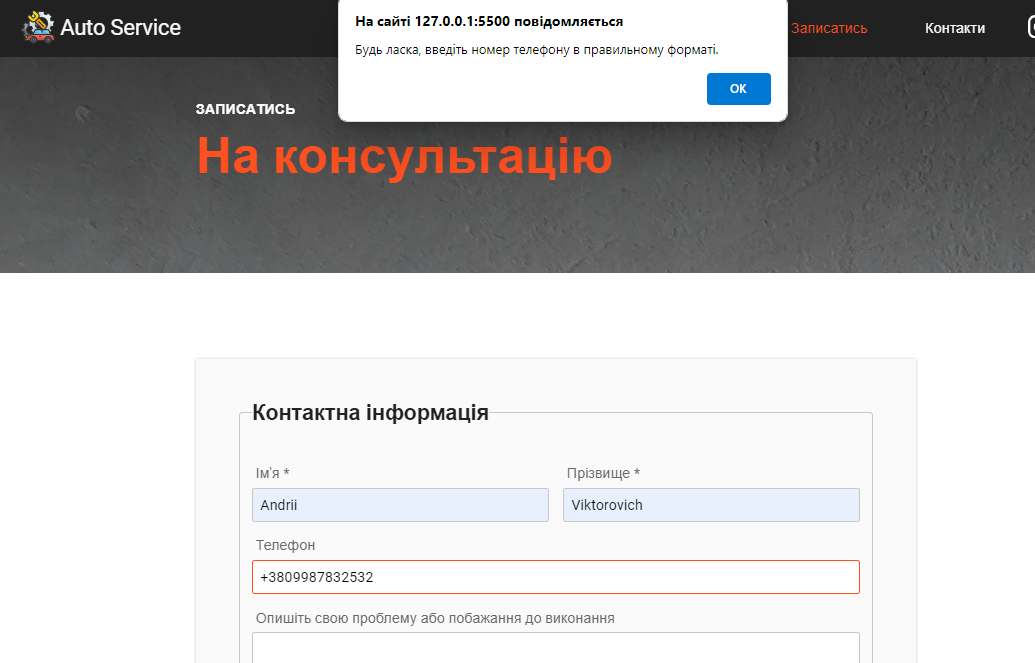 Auto Service
На сайті 127.0.0.1:5500 повідомляється
Будь ласка, введіть номер телефону в правильному форматі.
ОК
Записатись
Контакти
ЗАПИСАТИСЬ
На консультацію
Контактна інформація
Ім'я *
Прізвище *
Andrii
Viktorovich
Телефон
+3809987832532
Опишіть свою проблему або побажання до виконання